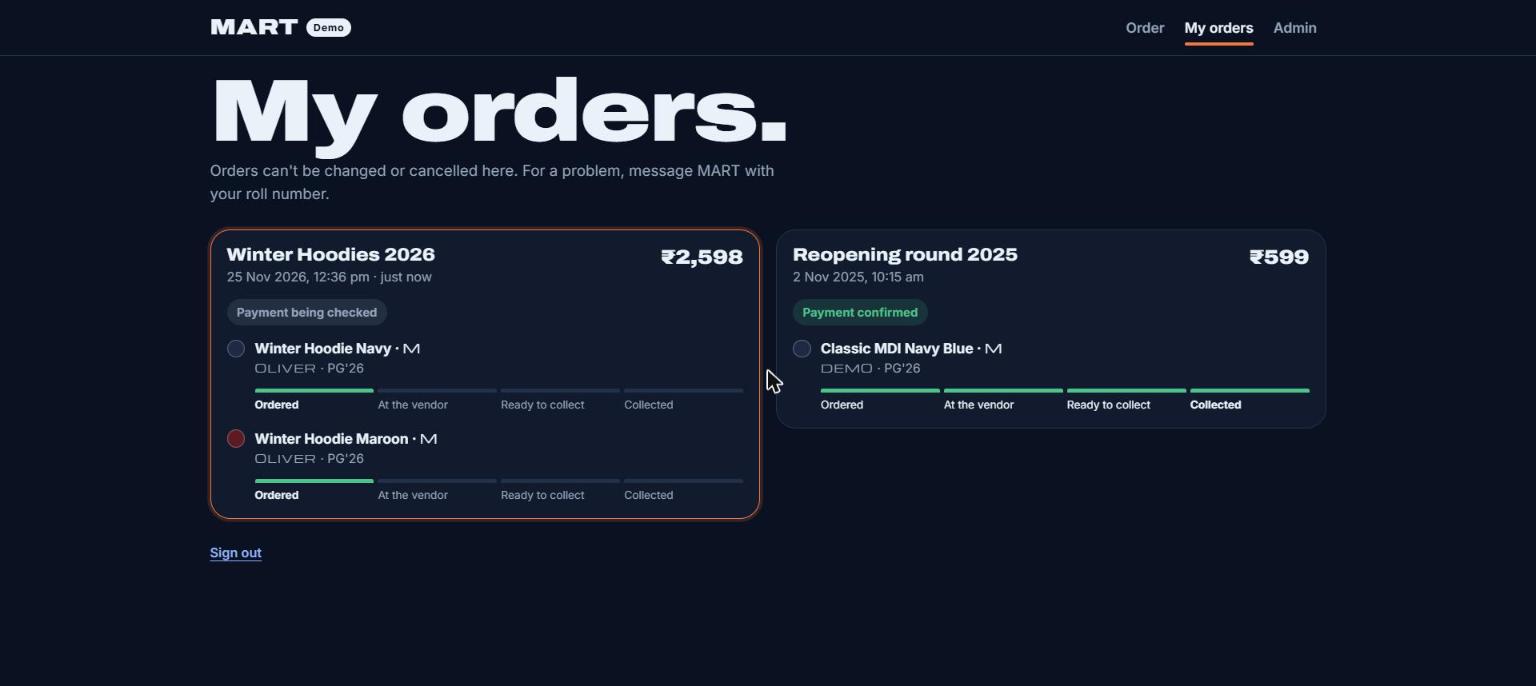 MART Demo
Order My orders Admin
My orders.
Orders can't be changed or cancelled here. For a problem, message MART with
your roll number.
Winter Hoodies 2026 ₹2,598
25 Nov 2026, 12:36 pm · just now
Payment being checked
Winter Hoodie Navy · M
OLIVER · PG'26
Ordered At the vendor Ready to collect Collected
Winter Hoodie Maroon · M
OLIVER · PG'26
Ordered At the vendor Ready to collect Collected
Reopening round 2025 ₹599
2 Nov 2025, 10:15 am
Payment confirmed
Classic MDI Navy Blue · M
DEMO · PG'26
Ordered At the vendor Ready to collect Collected
Sign out